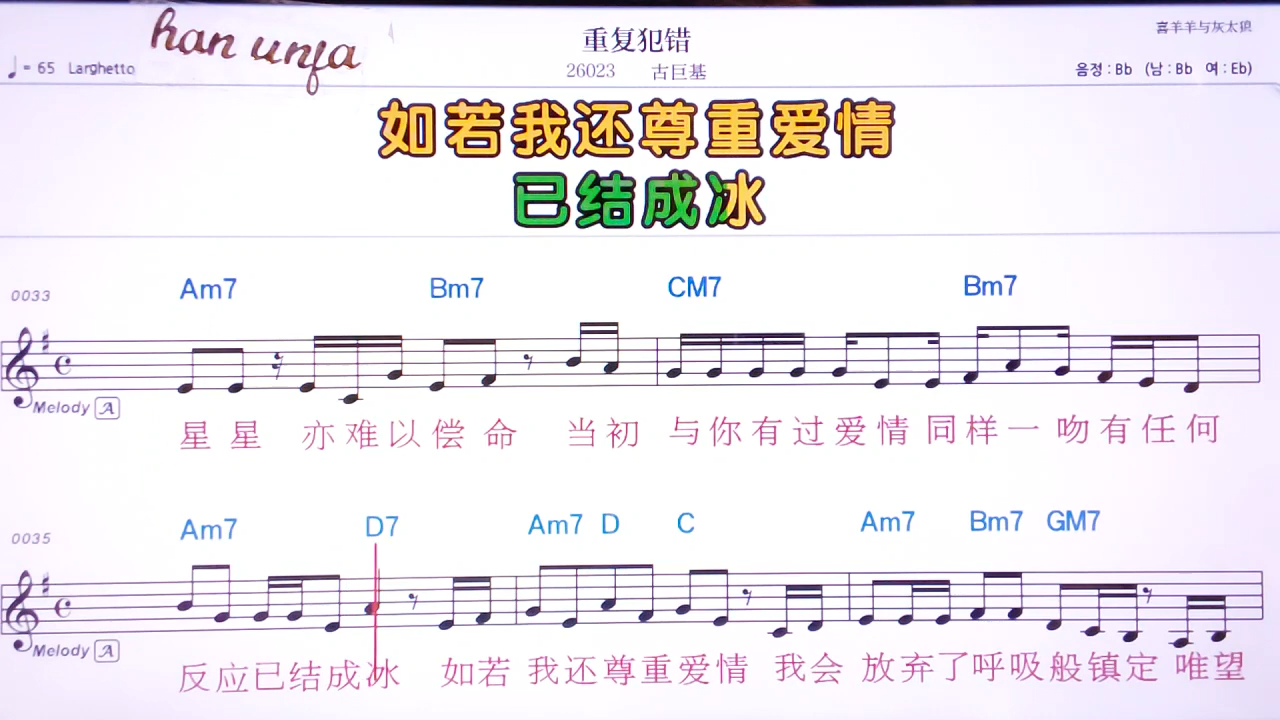 han unfa
重复犯错
喜羊羊与灰太狼
♩= 65 Larghetto
26023 古巨基
음정 : Bb (남 : Bb 여 : Eb)
如若我还尊重爱情
已结成冰
0033 Am7 Bm7 CM7 Bm7
Melody A
星星 亦难以偿命 当初 与你有过爱情同样一吻有任何
0035 Am7 D7 Am7 D C Am7 Bm7 GM7
Melody A
反应已结成冰 如若 我还尊重爱情 我会 放弃了呼吸般镇定 唯望